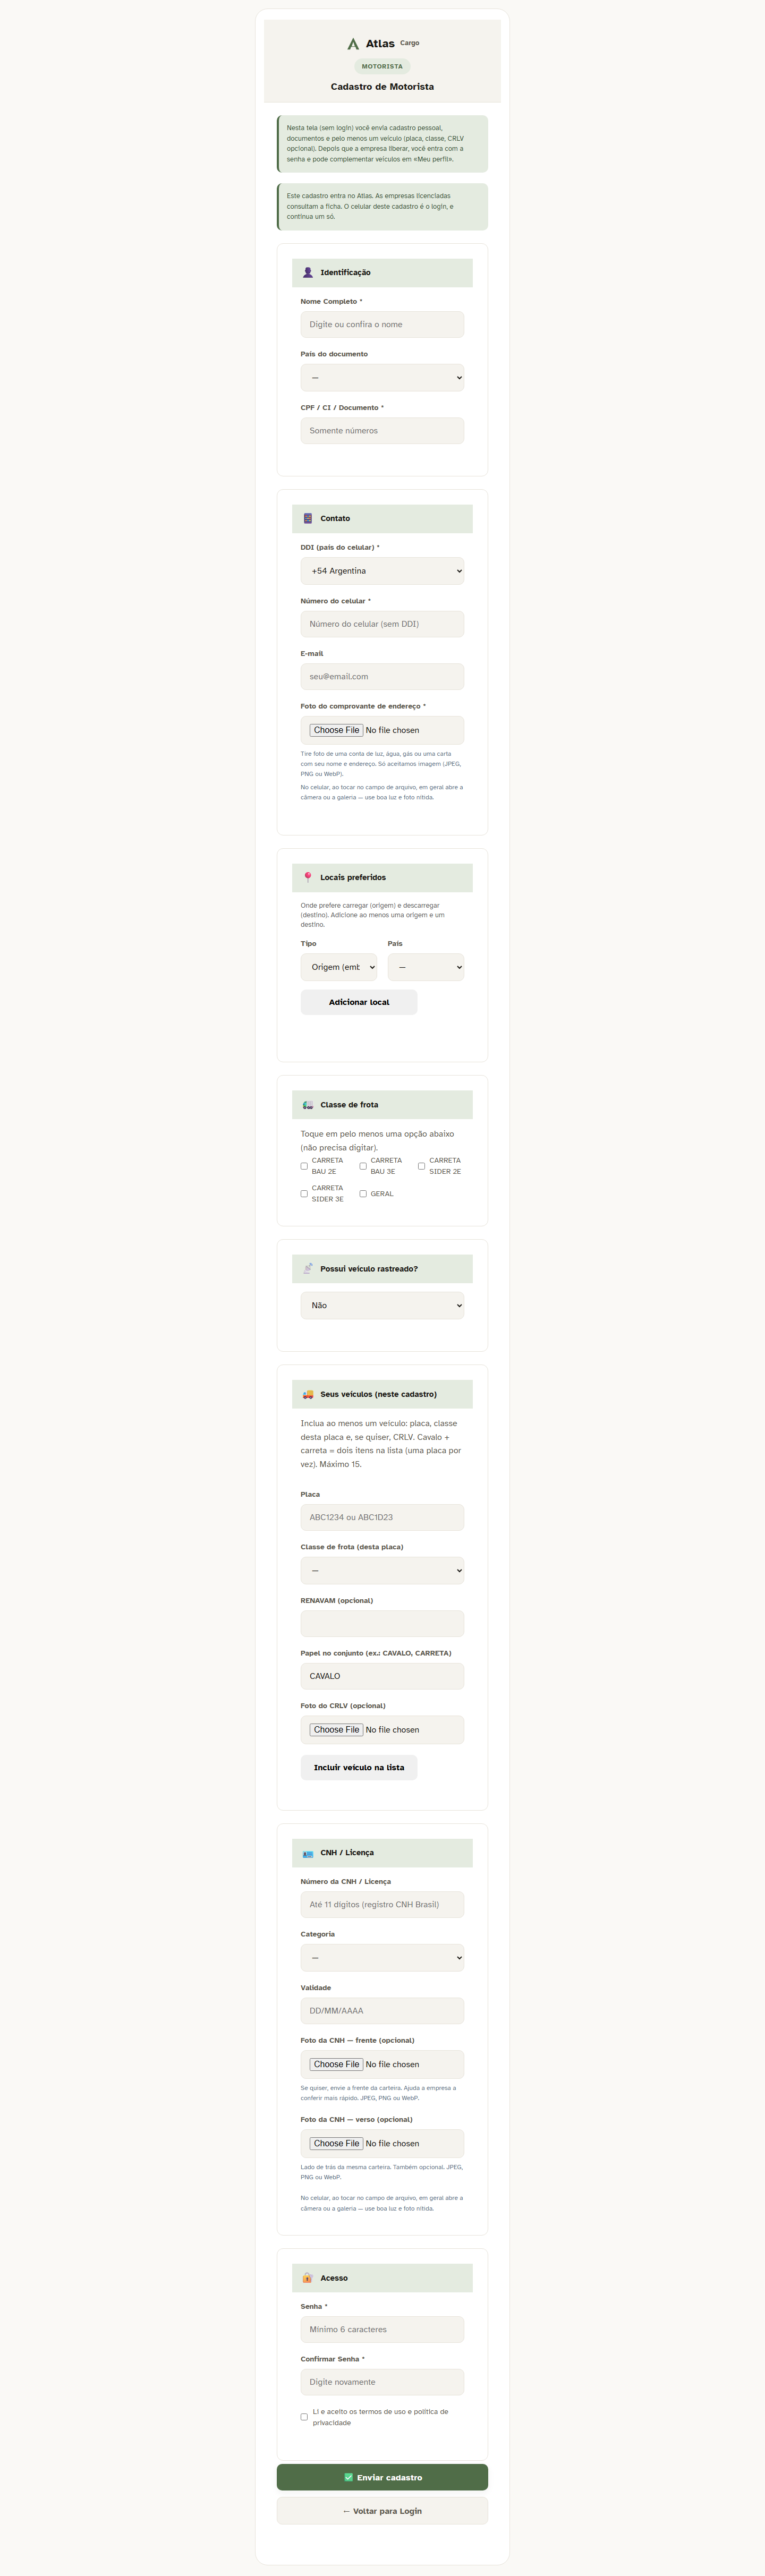 Atlas Cargo
MOTORISTA
Cadastro de Motorista
Nesta tela (sem login) você envia cadastro pessoal,
documentos e pelo menos um veículo (placa, classe, CRLV
opcional). Depois que a empresa liberar, você entra com a
senha e pode complementar veículos em «Meu perfil».
Este cadastro entra no Atlas. As empresas licenciadas
consultam a ficha. O celular deste cadastro é o login, e
continua um só.
Identificação
Nome Completo *
Digite ou confira o nome
País do documento
—
CPF / CI / Documento *
Somente números
Contato
DDI (país do celular) *
+54 Argentina
Número do celular *
Número do celular (sem DDI)
E-mail
seu@email.com
Foto do comprovante de endereço *
Choose File No file chosen
Tire foto de uma conta de luz, água, gás ou uma carta
com seu nome e endereço. Só aceitamos imagem (JPEG,
PNG ou WebP).
No celular, ao tocar no campo de arquivo, em geral abre a
câmera ou a galeria — use boa luz e foto nítida.
Locais preferidos
Onde prefere carregar (origem) e descarregar
(destino). Adicione ao menos uma origem e um
destino.
Tipo País
Origem (emb —
Adicionar local
Classe de frota
Toque em pelo menos uma opção abaixo
(não precisa digitar).
CARRETA CARRETA CARRETA
BAU 2E BAU 3E SIDER 2E
CARRETA
SIDER 3E GERAL
Possui veículo rastreado?
Não
Seus veículos (neste cadastro)
Inclua ao menos um veículo: placa, classe
desta placa e, se quiser, CRLV. Cavalo +
carreta = dois itens na lista (uma placa por
vez). Máximo 15.
Placa
ABC1234 ou ABC1D23
Classe de frota (desta placa)
—
RENAVAM (opcional)
Papel no conjunto (ex.: CAVALO, CARRETA)
CAVALO
Foto do CRLV (opcional)
Choose File No file chosen
Incluir veículo na lista
CNH / Licença
Número da CNH / Licença
Até 11 dígitos (registro CNH Brasil)
Categoria
—
Validade
DD/MM/AAAA
Foto da CNH — frente (opcional)
Choose File No file chosen
Se quiser, envie a frente da carteira. Ajuda a empresa a
conferir mais rápido. JPEG, PNG ou WebP.
Foto da CNH — verso (opcional)
Choose File No file chosen
Lado de trás da mesma carteira. Também opcional. JPEG,
PNG ou WebP.
No celular, ao tocar no campo de arquivo, em geral abre a
câmera ou a galeria — use boa luz e foto nítida.
Acesso
Senha *
Mínimo 6 caracteres
Confirmar Senha *
Digite novamente
Li e aceito os termos de uso e política de
privacidade
✅ Enviar cadastro
← Voltar para Login